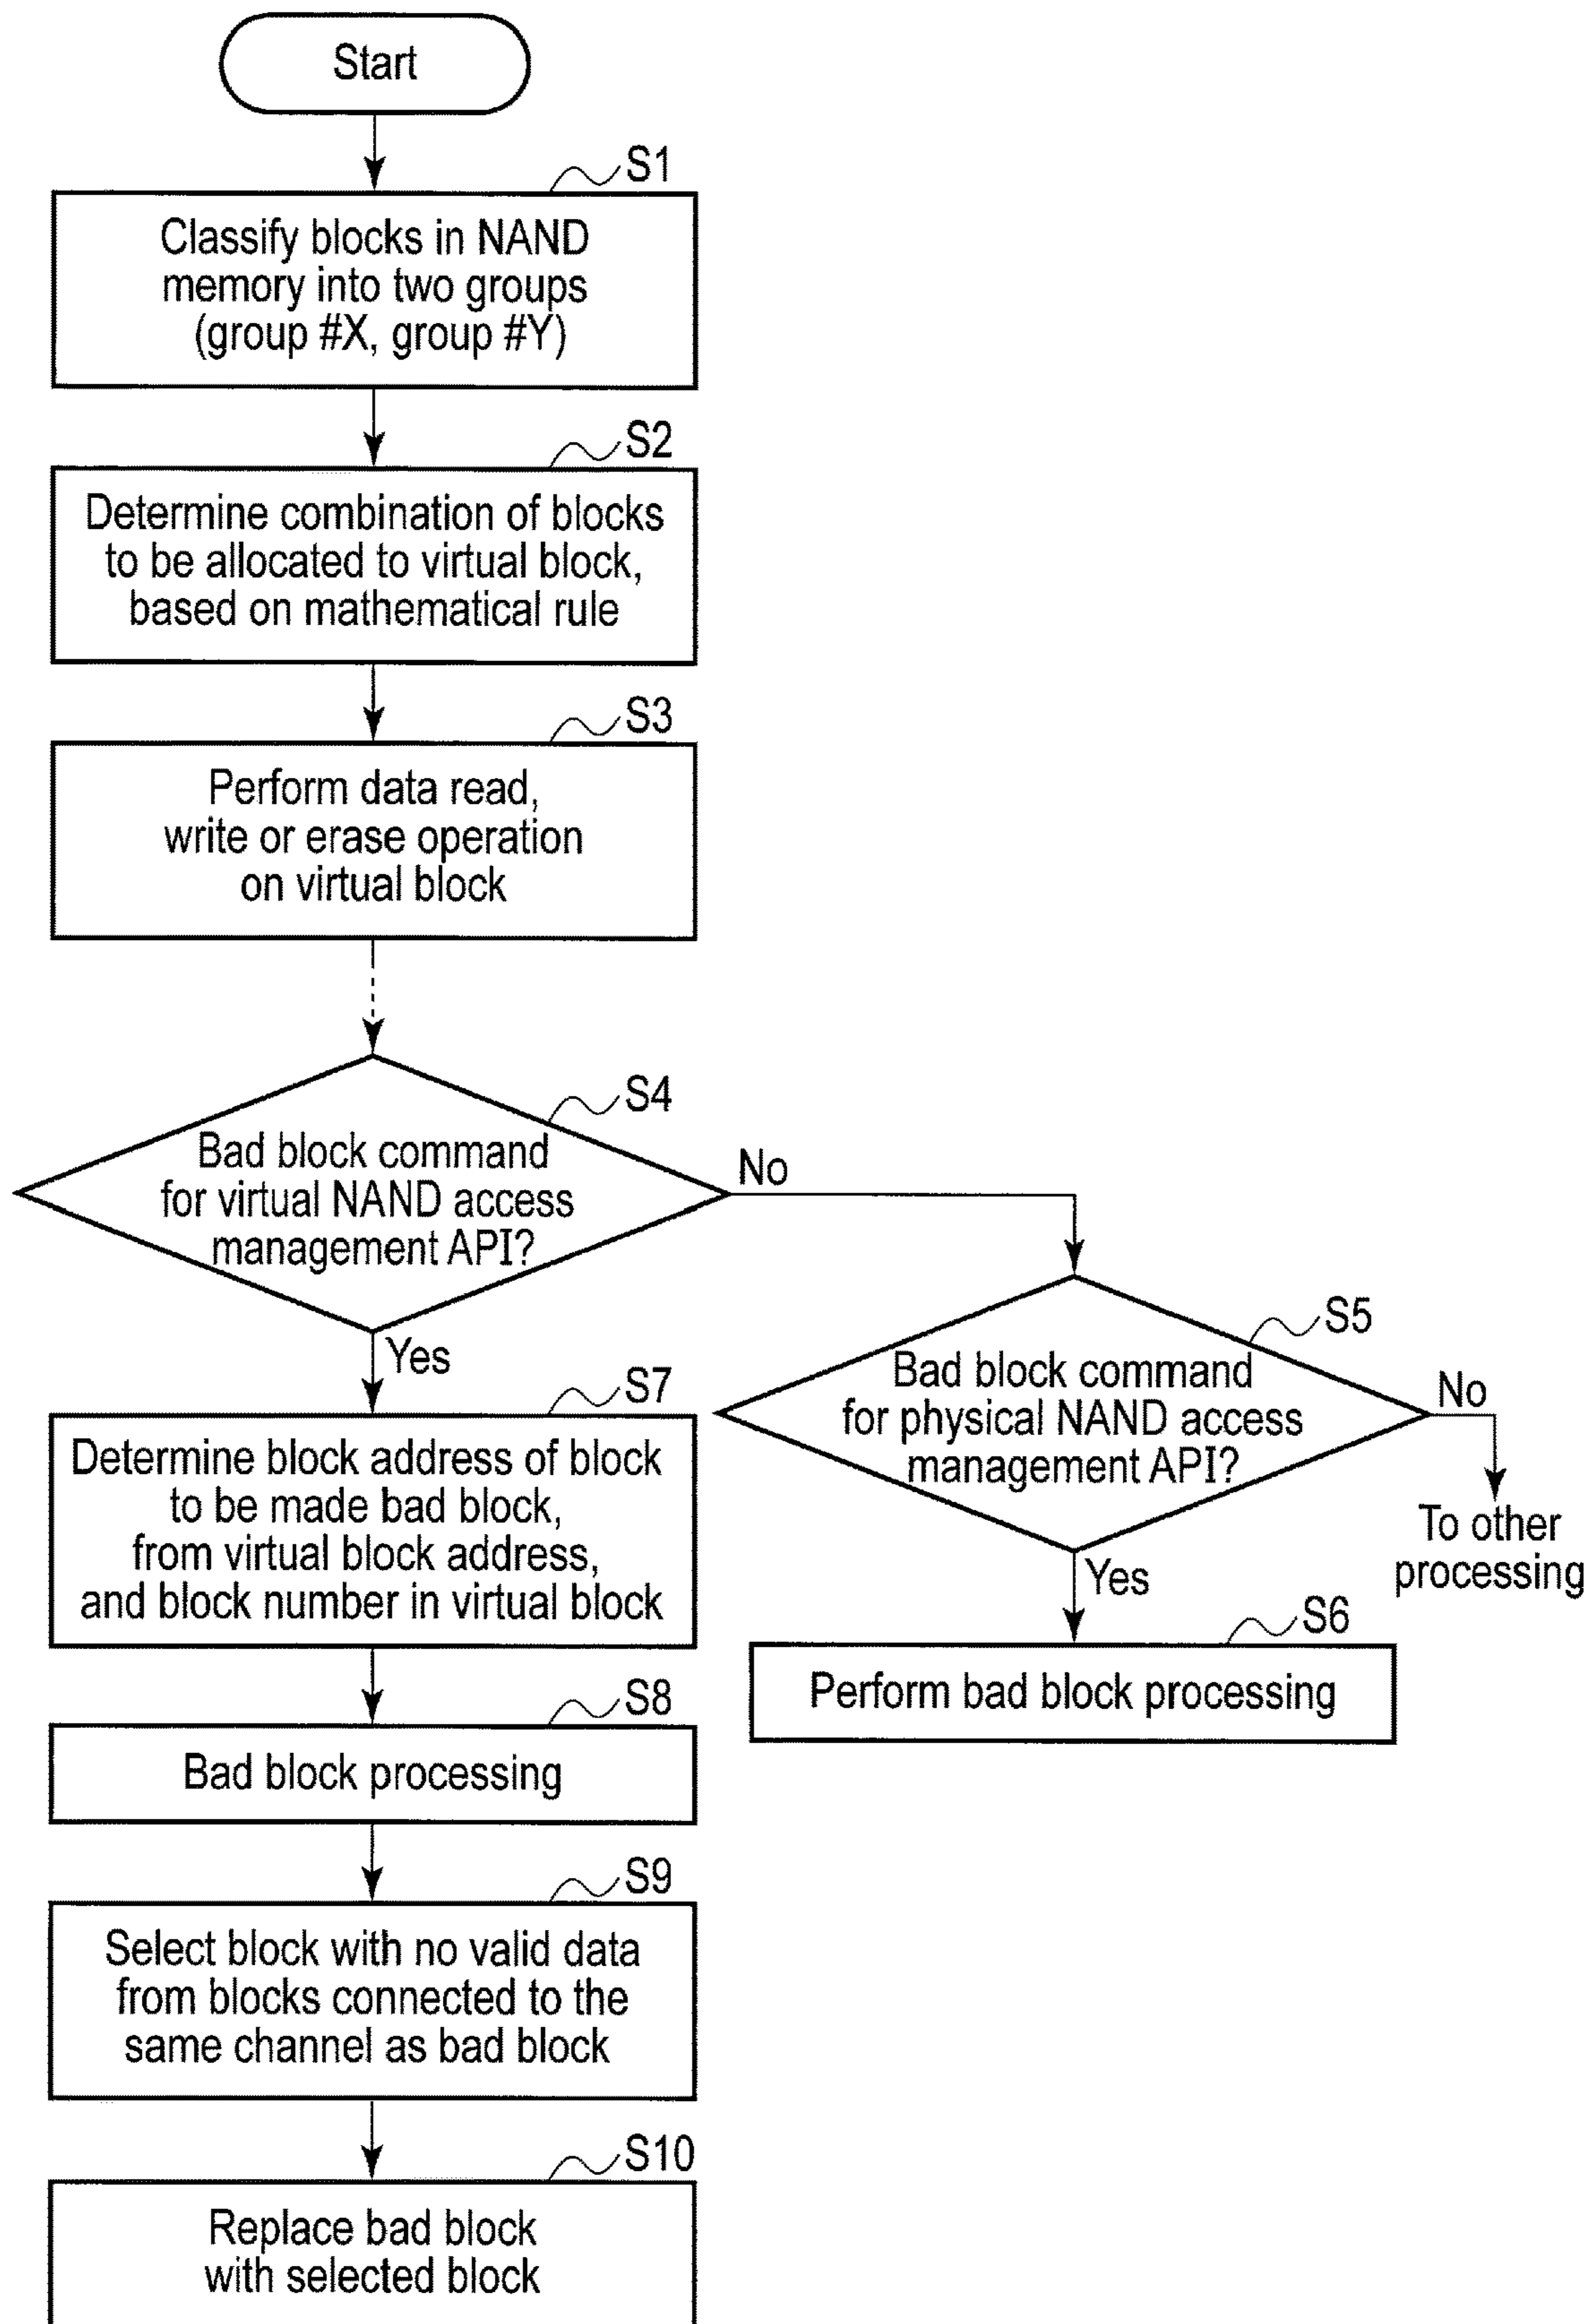 Start
S1
Classify blocks in NAND
memory into two groups
(group #X, group #Y)
S2
Determine combination of blocks
to be allocated to virtual block,
based on mathematical rule
S3
Perform data read,
write or erase operation
on virtual block
S4
Bad block command
for virtual NAND access
management API?
No
Yes
S5
Bad block command
for physical NAND access
management API?
No
To other
processing
Yes
S6
Perform bad block processing
S7
Determine block address of block
to be made bad block,
from virtual block address,
and block number in virtual block
S8
Bad block processing
S9
Select block with no valid data
from blocks connected to the
same channel as bad block
S10
Replace bad block
with selected block